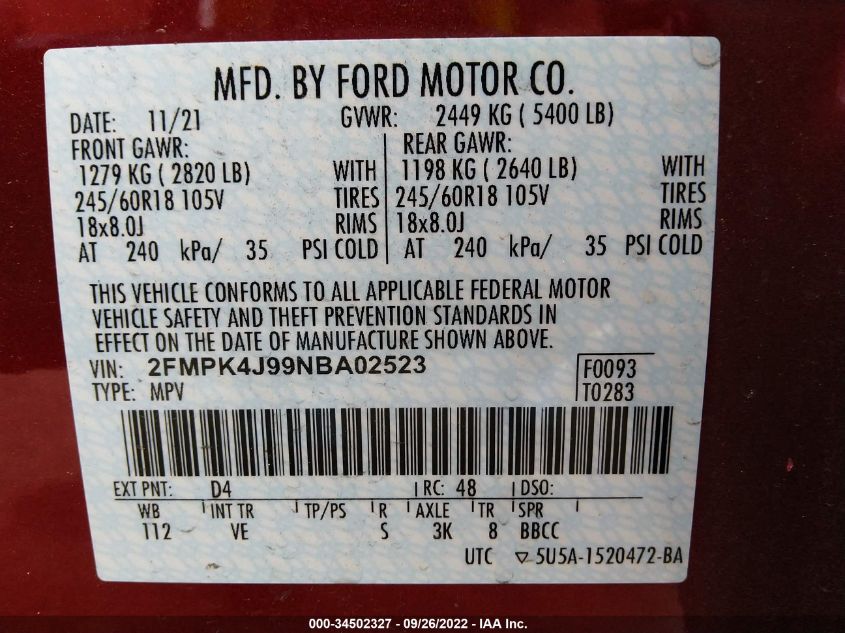 MFD. BY FORD MOTOR CO.
DATE: 11/21 GVWR: 2449 KG ( 5400 LB)
FRONT GAWR: REAR GAWR:
1279 KG ( 2820 LB) WITH 1198 KG ( 2640 LB) WITH
245/60R18 105V TIRES 245/60R18 105V TIRES
18x8.0J RIMS 18x8.0J RIMS
AT 240 kPa/ 35 PSI COLD AT 240 kPa/ 35 PSI COLD
THIS VEHICLE CONFORMS TO ALL APPLICABLE FEDERAL MOTOR
VEHICLE SAFETY AND THEFT PREVENTION STANDARDS IN
EFFECT ON THE DATE OF MANUFACTURE SHOWN ABOVE.
VIN: 2FMPK4J99NBA02523 F0093
TYPE: MPV T0283
EXT PNT: D4 RC: 48 DSO:
WB INT TR TP/PS R AXLE TR SPR
112 VE S 3K 8 BBCC
UTC ▽ 5U5A-1520472-BA
000-34502327 - 09/26/2022 - IAA Inc.